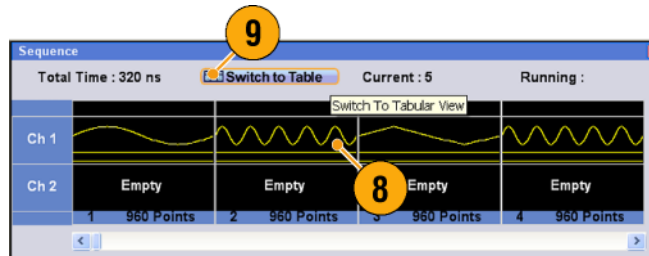 9
Sequence
Total Time : 320 ns Switch to Table Current : 5 Running :
Switch To Tabular View
Ch 1
8
Ch 2 Empty Empty Empty Empty
1 960 Points 2 960 Points 3 960 Points 4 960 Points